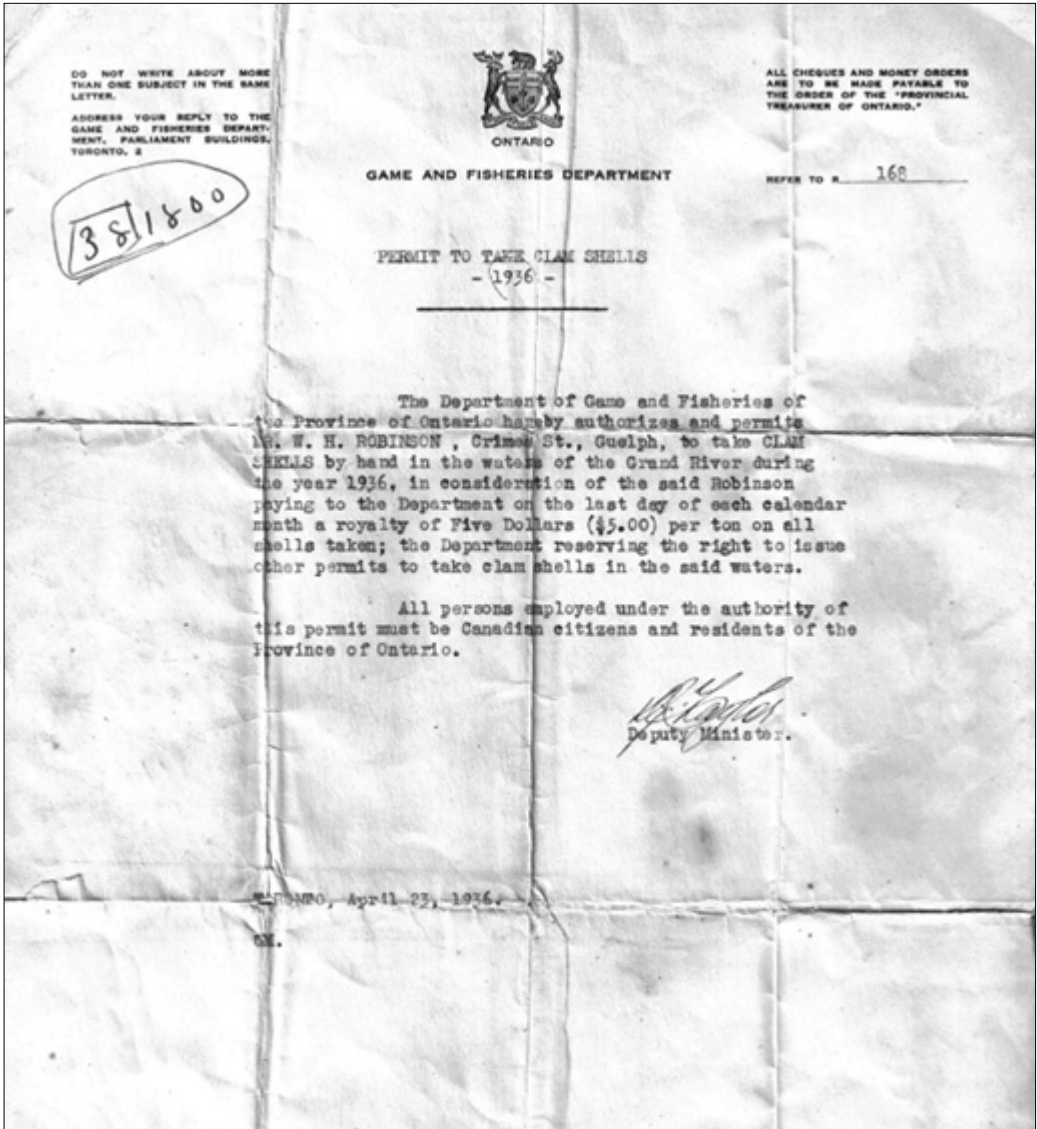 DO NOT WRITE ABOUT MORE
THAN ONE SUBJECT IN THE SAME
LETTER.
ADDRESS YOUR REPLY TO THE
GAME AND FISHERIES DEPART-
MENT, PARLIAMENT BUILDINGS,
TORONTO, 2
38 1800
ONTARIO
GAME AND FISHERIES DEPARTMENT
ALL CHEQUES AND MONEY ORDERS
ARE TO BE MADE PAYABLE TO
THE ORDER OF THE "PROVINCIAL
TREASURER OF ONTARIO."
REFER TO R 168
PERMIT TO TAKE CLAM SHELLS
- 1936 -
The Department of Game and Fisheries of
the Province of Ontario hereby authorizes and permits
MR. W. H. ROBINSON , Crimea St., Guelph, to take CLAM
SHELLS by hand in the waters of the Grand River during
the year 1936, in consideration of the said Robinson
paying to the Department on the last day of each calendar
month a royalty of Five Dollars ($5.00) per ton on all
shells taken; the Department reserving the right to issue
other permits to take clam shells in the said waters.
All persons employed under the authority of
this permit must be Canadian citizens and residents of the
Province of Ontario.
Taylor
Deputy Minister.
TORONTO, April 23, 1936.